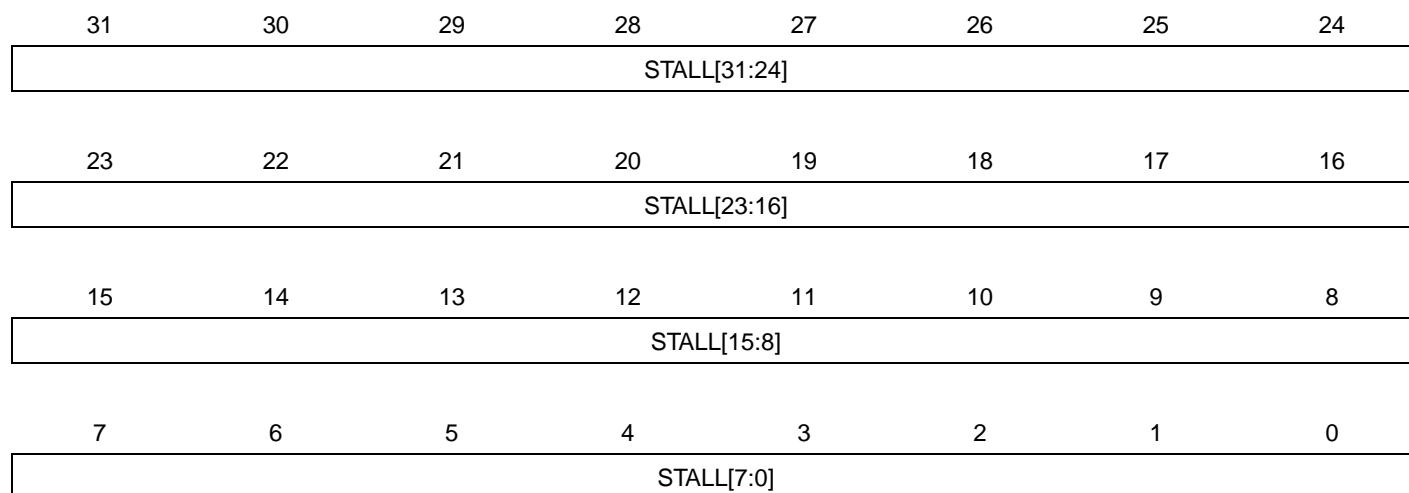 31 30 29 28 27 26 25 24
STALL[31:24]
23 22 21 20 19 18 17 16
STALL[23:16]
15 14 13 12 11 10 9 8
STALL[15:8]
7 6 5 4 3 2 1 0
STALL[7:0]